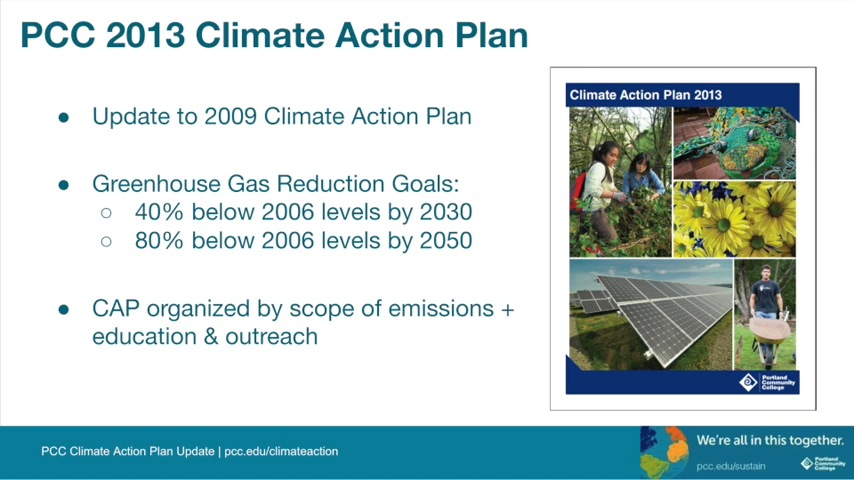 PCC 2013 Climate Action Plan
● Update to 2009 Climate Action Plan
● Greenhouse Gas Reduction Goals:
○ 40% below 2006 levels by 2030
○ 80% below 2006 levels by 2050
● CAP organized by scope of emissions +
education & outreach
Climate Action Plan 2013
Portland
Community
College
PCC Climate Action Plan Update | pcc.edu/climateaction
We're all in this together.
pcc.edu/sustain
Portland
Community
College